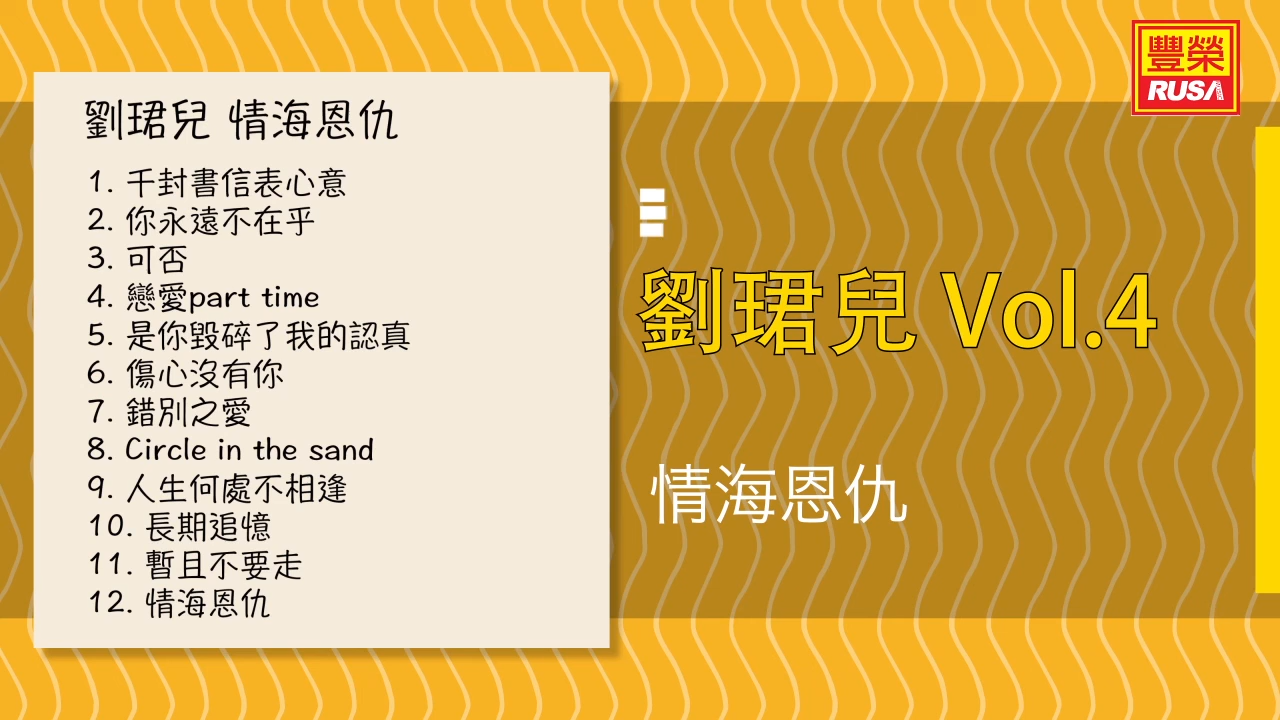 劉珺兒 情海恩仇
1. 千封書信表心意
2. 你永遠不在乎
3. 可否
4. 戀愛part time
5. 是你毀碎了我的認真
6. 傷心沒有你
7. 錯別之愛
8. Circle in the sand
9. 人生何處不相逢
10. 長期追憶
11. 暫且不要走
12. 情海恩仇
豐榮
RUSA
劉珺兒 Vol.4
情海恩仇